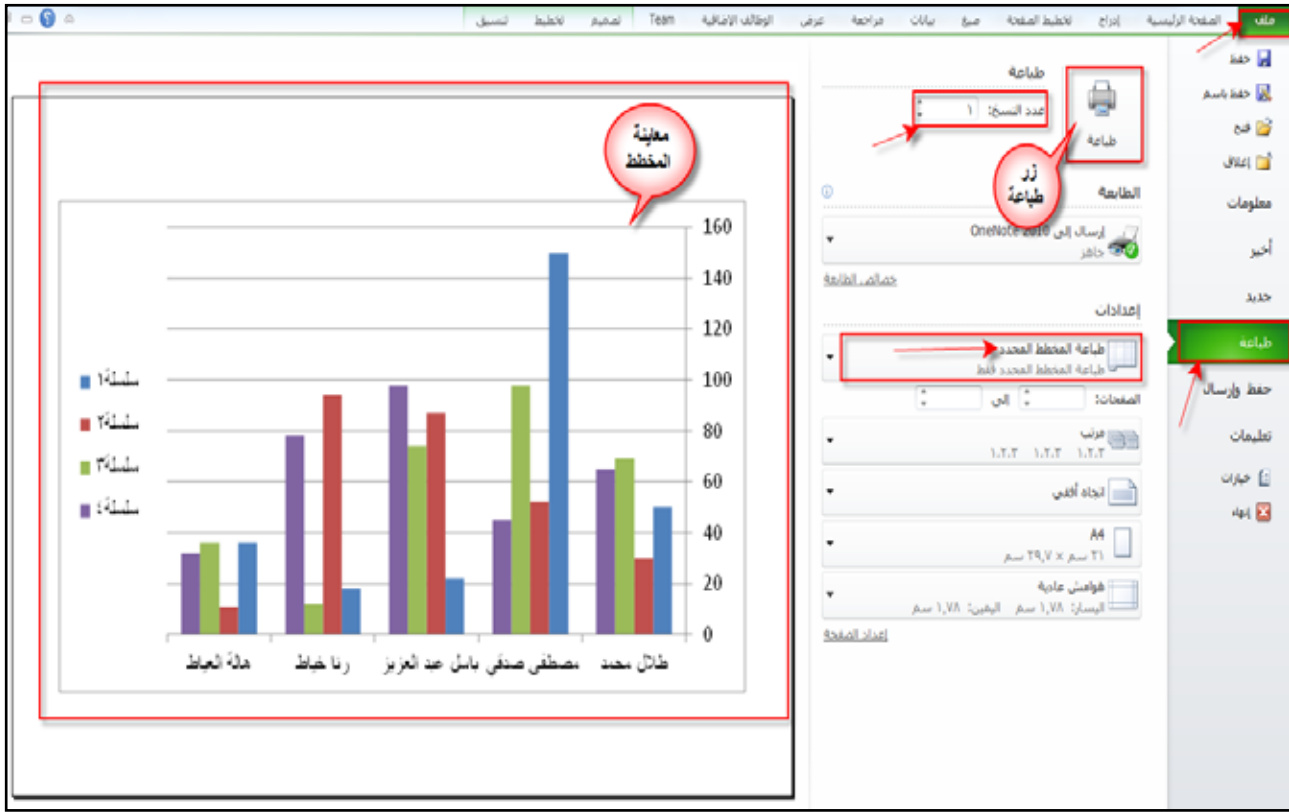 ملف الصفحة الرئيسية إدراج تخطيط الصفحة صيغ بيانات مراجعة عرض الوظائف الإضافية Team تصميم تخطيط تنسيق
حفظ
حفظ باسم
فتح
إغلاق
معلومات
أخير
جديد
طباعة
حفظ وإرسال
تعليمات
خيارات
إنهاء
طباعة
عدد النسخ: ١
طباعة
زر
طباعة
الطابعة
إرسال إلى OneNote 2010
جاهز
خصائص الطابعة
إعدادات
طباعة المخطط المحدد
طباعة المخطط المحدد فقط
الصفحات: إلى
مرتب
١،٢،٣ ١،٢،٣ ١،٢،٣
اتجاه أفقي
A4
٢١ سم × ٢٩,٧ سم
هوامش عادية
اليسار: ١,٧٨ سم اليمين: ١,٧٨ سم
إعداد الصفحة
معاينة
المخطط
160
140
120
100
80
60
40
20
0
طلال محمد مصطفى صدقي باسل عبد العزيز رنا خياط هالة العياط
سلسلة١
سلسلة٢
سلسلة٣
سلسلة٤